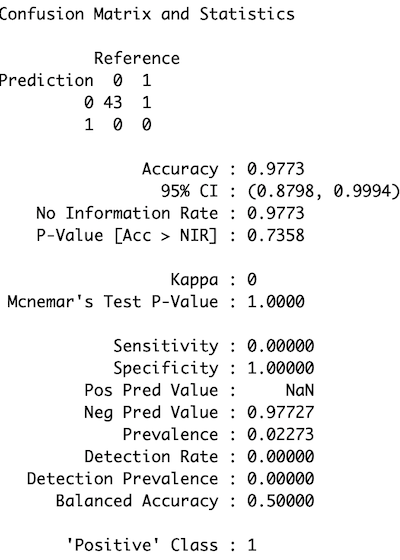 Confusion Matrix and Statistics
Reference
Prediction 0 1
0 43 1
1 0 0
Accuracy : 0.9773
95% CI : (0.8798, 0.9994)
No Information Rate : 0.9773
P-Value [Acc > NIR] : 0.7358
Kappa : 0
Mcnemar's Test P-Value : 1.0000
Sensitivity : 0.00000
Specificity : 1.00000
Pos Pred Value : NaN
Neg Pred Value : 0.97727
Prevalence : 0.02273
Detection Rate : 0.00000
Detection Prevalence : 0.00000
Balanced Accuracy : 0.50000
'Positive' Class : 1